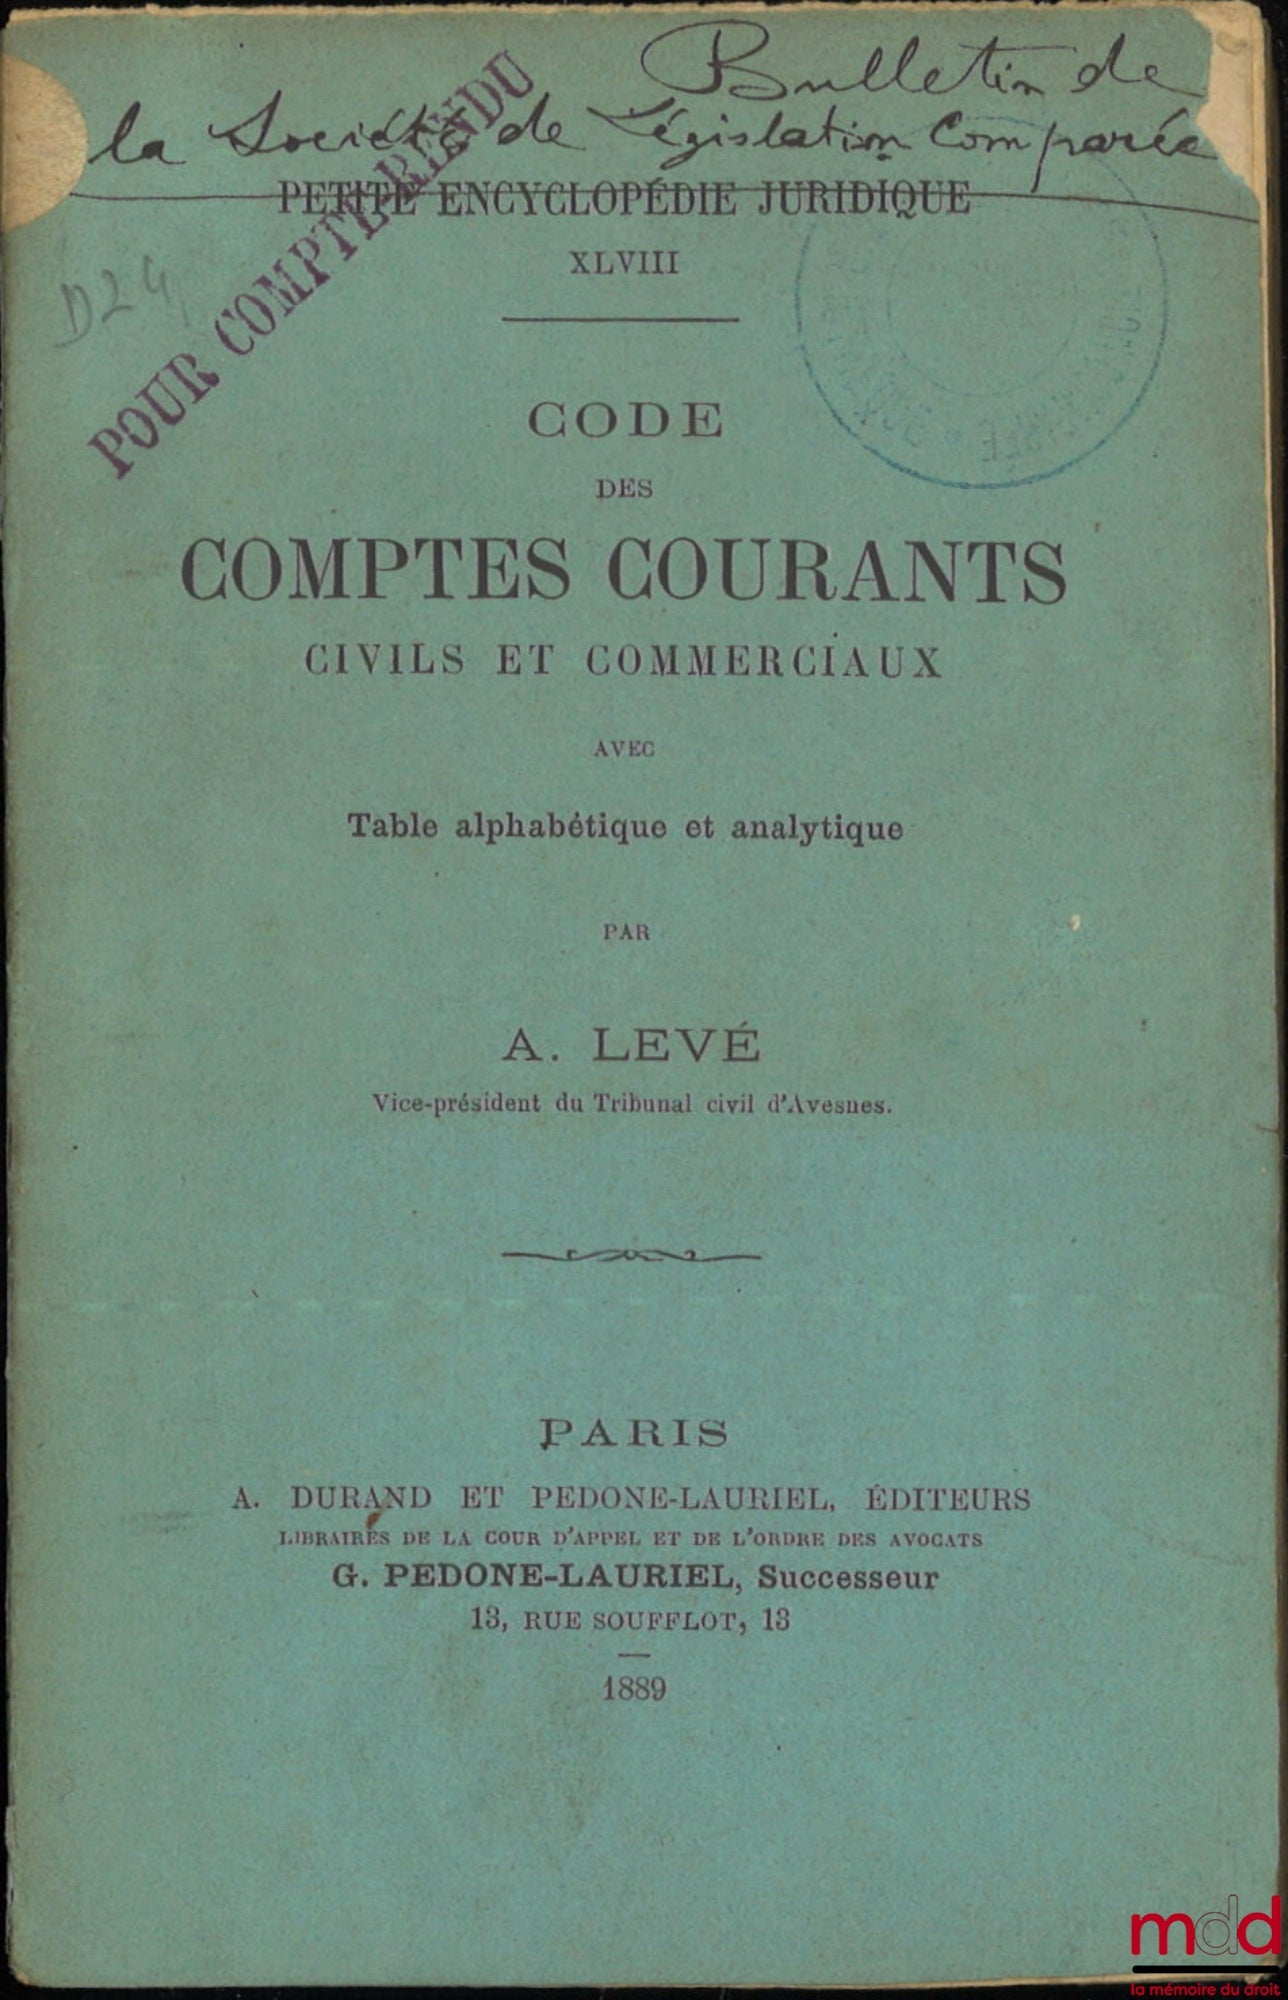 Bulletin de
la Société de Législation Comparée
POUR COMPTE-RENDU
PETITE ENCYCLOPÉDIE JURIDIQUE
XLVIII
D24
CODE
DES
COMPTES COURANTS
CIVILS ET COMMERCIAUX
AVEC
Table alphabétique et analytique
PAR
A. LEVÉ
Vice-président du Tribunal civil d'Avesnes.
PARIS
A. DURAND ET PEDONE-LAURIEL, ÉDITEURS
LIBRAIRES DE LA COUR D'APPEL ET DE L'ORDRE DES AVOCATS
G. PEDONE-LAURIEL, Successeur
13, RUE SOUFFLOT, 13
1889
mdd
la mémoire du droit